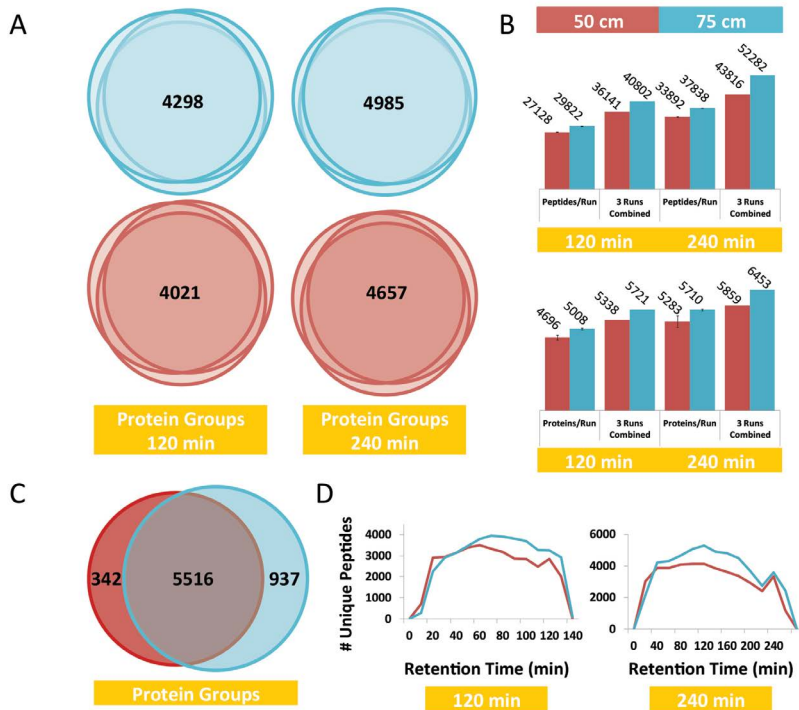 A
4298
4985
4021
4657
Protein Groups
120 min
Protein Groups
240 min
B
50 cm
75 cm
27128
29822
36141
40802
33892
37838
43816
52282
Peptides/Run
3 Runs
Combined
Peptides/Run
3 Runs
Combined
120 min
240 min
4696
5008
5338
5721
5283
5710
5859
6453
Proteins/Run
3 Runs
Combined
Proteins/Run
3 Runs
Combined
120 min
240 min
C
342
5516
937
Protein Groups
D
# Unique Peptides
4000
3000
2000
1000
0
0 20 40 60 80 100 120 140
Retention Time (min)
120 min
6000
4000
2000
0
0 40 80 120 160 200 240
Retention Time (min)
240 min